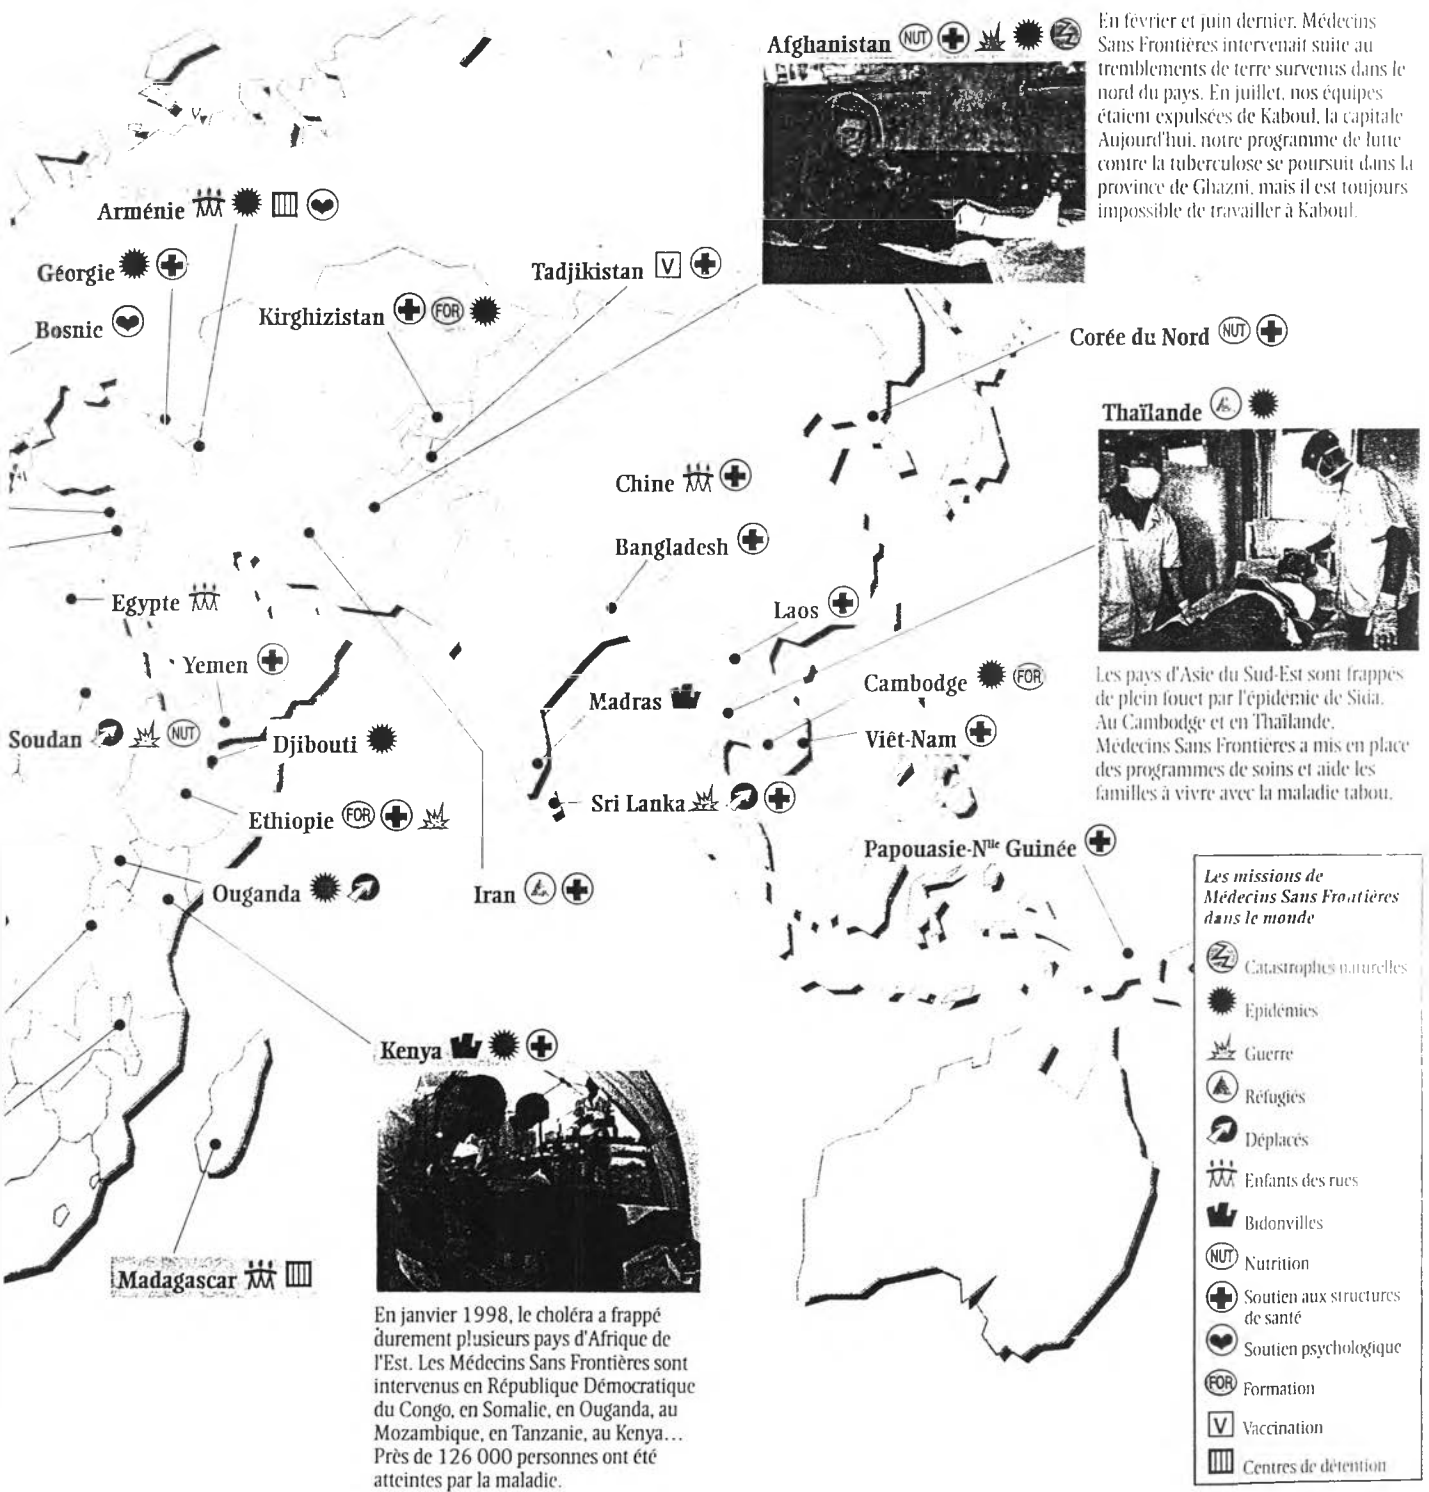 Afghanistan NUT
En février et juin dernier, Médecins
Sans Frontières intervenait suite au
tremblements de terre survenus dans le
nord du pays. En juillet, nos équipes
étaient expulsées de Kaboul, la capitale
Aujourd'hui, notre programme de lutte
contre la tuberculose se poursuit dans la
province de Ghazni, mais il est toujours
impossible de travailler à Kaboul.
Arménie
Géorgie
Tadjikistan V
Bosnie
Kirghizistan FOR
Corée du Nord NUT
Thaïlande
Chine
Bangladesh
Egypte
Laos
Yemen
Cambodge FOR
Madras
Soudan NUT
Djibouti
Viêt-Nam
Sri Lanka
Ethiopie FOR
Les pays d'Asie du Sud-Est sont frappés
de plein fouet par l'épidémie de Sida.
Au Cambodge et en Thaïlande,
Médecins Sans Frontières a mis en place
des programmes de soins et aide les
familles à vivre avec la maladie tabou.
Papouasie-Nlle Guinée
Ouganda
Iran
Kenya
Madagascar
En janvier 1998, le choléra a frappé
durement plusieurs pays d'Afrique de
l'Est. Les Médecins Sans Frontières sont
intervenus en République Démocratique
du Congo, en Somalie, en Ouganda, au
Mozambique, en Tanzanie, au Kenya...
Près de 126 000 personnes ont été
atteintes par la maladie.
Les missions de
Médecins Sans Frontières
dans le monde
Catastrophes naturelles
Epidémies
Guerre
Réfugiés
Déplacés
Enfants des rues
Bidonvilles
NUT Nutrition
Soutien aux structures
de santé
Soutien psychologique
FOR Formation
V Vaccination
Centres de détention